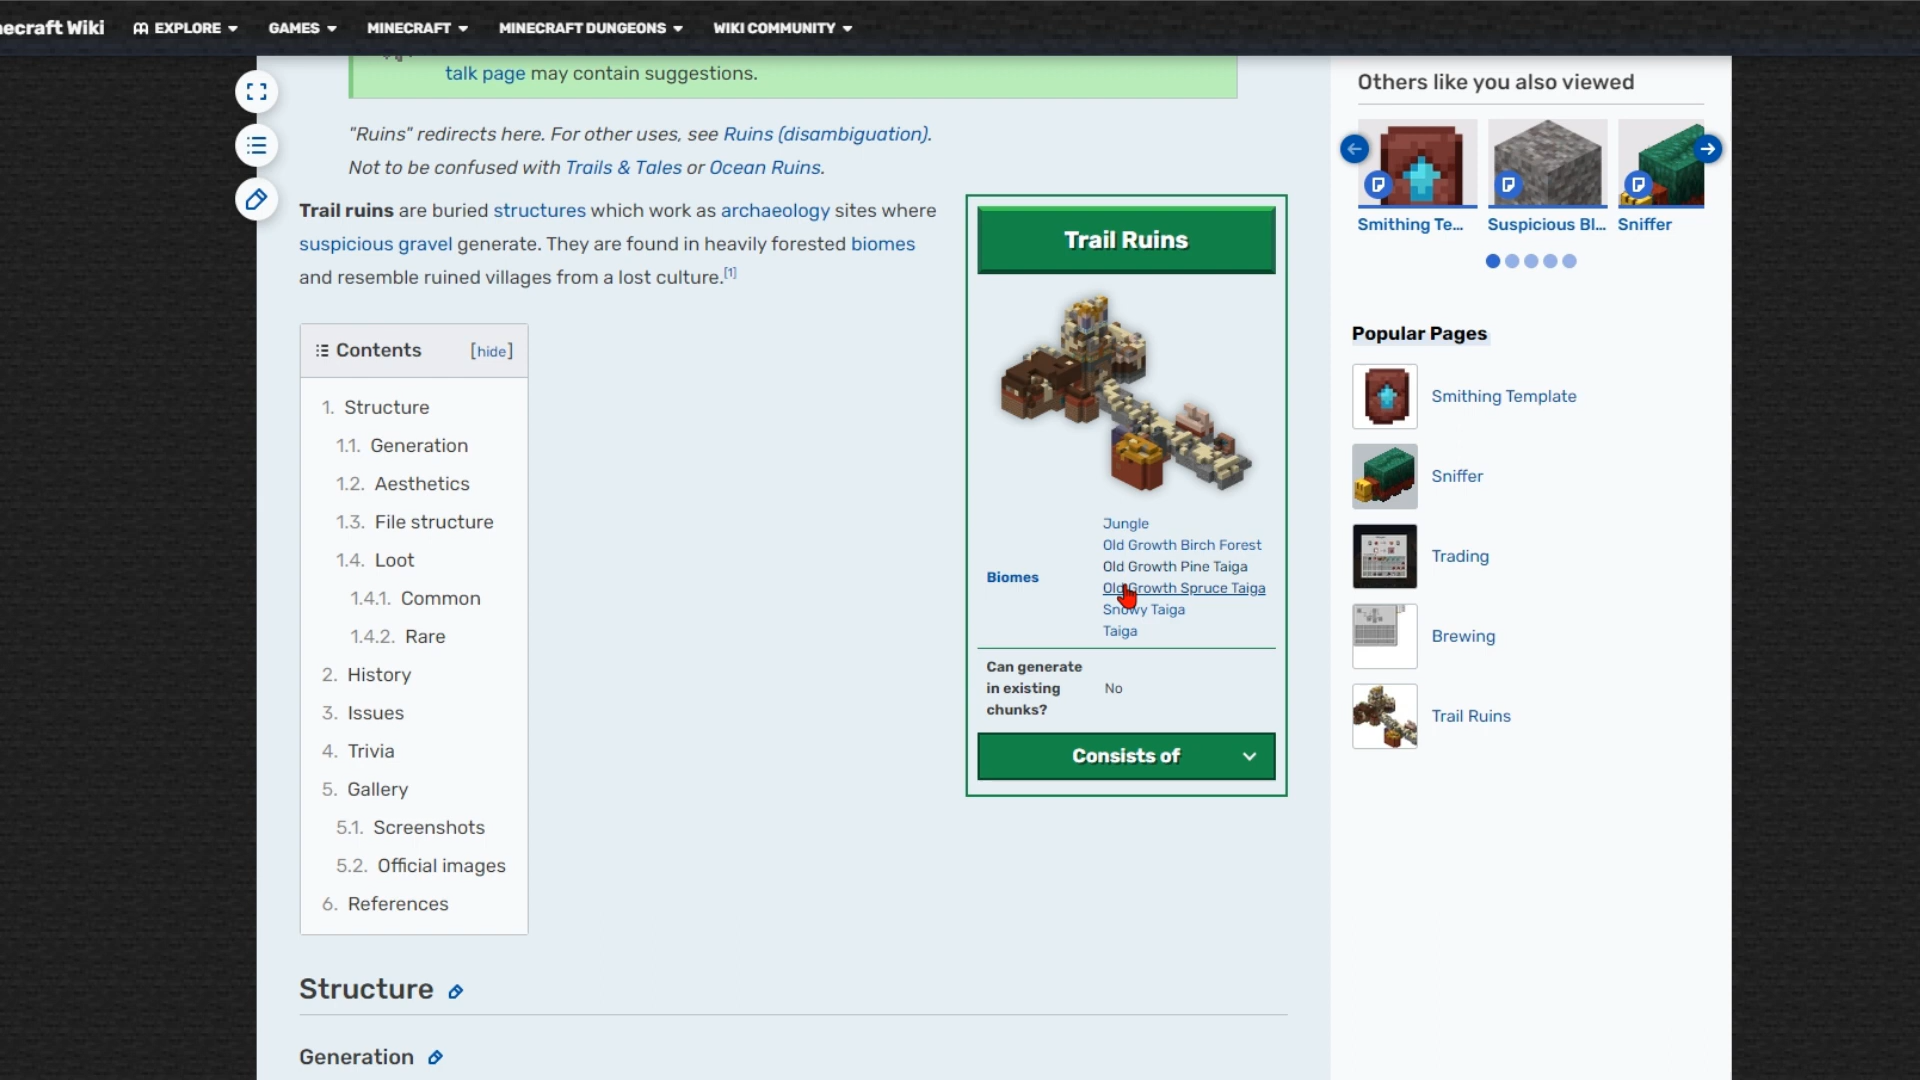 ecraft Wiki
EXPLORE
GAMES
MINECRAFT
MINECRAFT DUNGEONS
WIKI COMMUNITY
talk page may contain suggestions.
"Ruins" redirects here. For other uses, see Ruins (disambiguation).
Not to be confused with Trails & Tales or Ocean Ruins.
Trail ruins are buried structures which work as archaeology sites where
suspicious gravel generate. They are found in heavily forested biomes
and resemble ruined villages from a lost culture.[1]
Contents [hide]
1. Structure
1.1. Generation
1.2. Aesthetics
1.3. File structure
1.4. Loot
1.4.1. Common
1.4.2. Rare
2. History
3. Issues
4. Trivia
5. Gallery
5.1. Screenshots
5.2. Official images
6. References
Structure
Generation
Trail Ruins
Biomes
Jungle
Old Growth Birch Forest
Old Growth Pine Taiga
Old Growth Spruce Taiga
Snowy Taiga
Taiga
Can generate
in existing
chunks?
No
Consists of
Others like you also viewed
Smithing Te...
Suspicious Bl...
Sniffer
Popular Pages
Smithing Template
Sniffer
Trading
Brewing
Trail Ruins